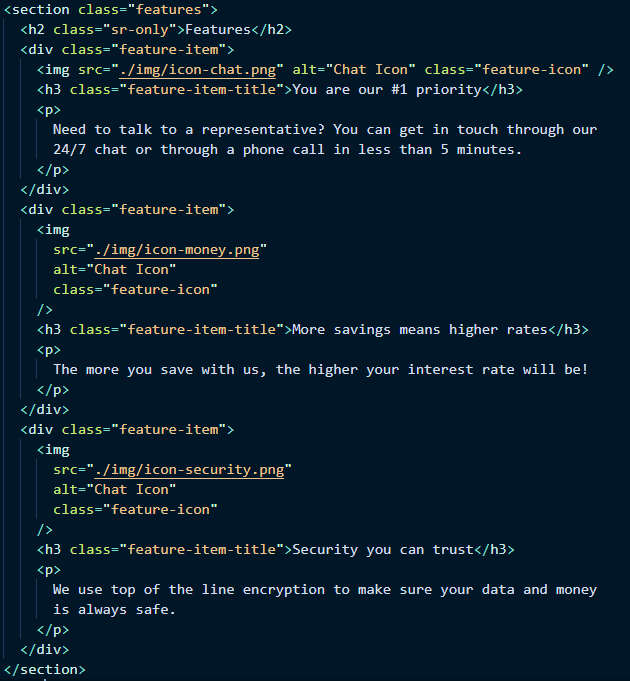 <section class="features">
  <h2 class="sr-only">Features</h2>
  <div class="feature-item">
    <img src="./img/icon-chat.png" alt="Chat Icon" class="feature-icon" />
    <h3 class="feature-item-title">You are our #1 priority</h3>
    <p>
      Need to talk to a representative? You can get in touch through our
      24/7 chat or through a phone call in less than 5 minutes.
    </p>
  </div>
  <div class="feature-item">
    <img
      src="./img/icon-money.png"
      alt="Chat Icon"
      class="feature-icon"
    />
    <h3 class="feature-item-title">More savings means higher rates</h3>
    <p>
      The more you save with us, the higher your interest rate will be!
    </p>
  </div>
  <div class="feature-item">
    <img
      src="./img/icon-security.png"
      alt="Chat Icon"
      class="feature-icon"
    />
    <h3 class="feature-item-title">Security you can trust</h3>
    <p>
      We use top of the line encryption to make sure your data and money
      is always safe.
    </p>
  </div>
</section>